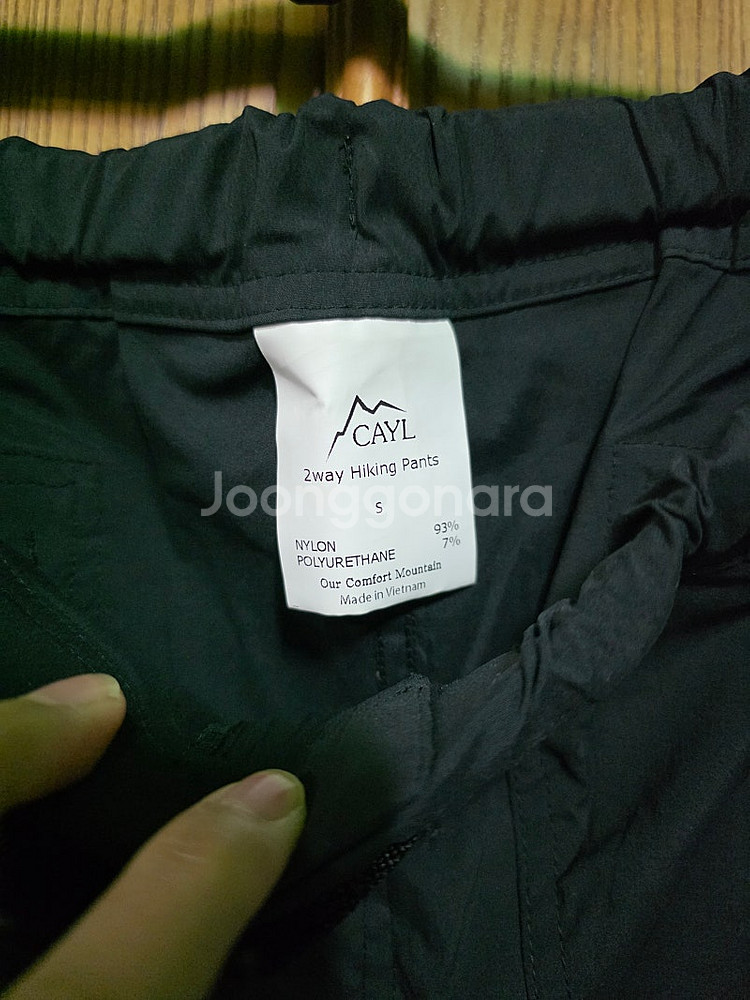 CAYL
2way Hiking Pants
Joonggonara
S
NYLON 93%
POLYURETHANE 7%
Our Comfort Mountain
Made in Vietnam